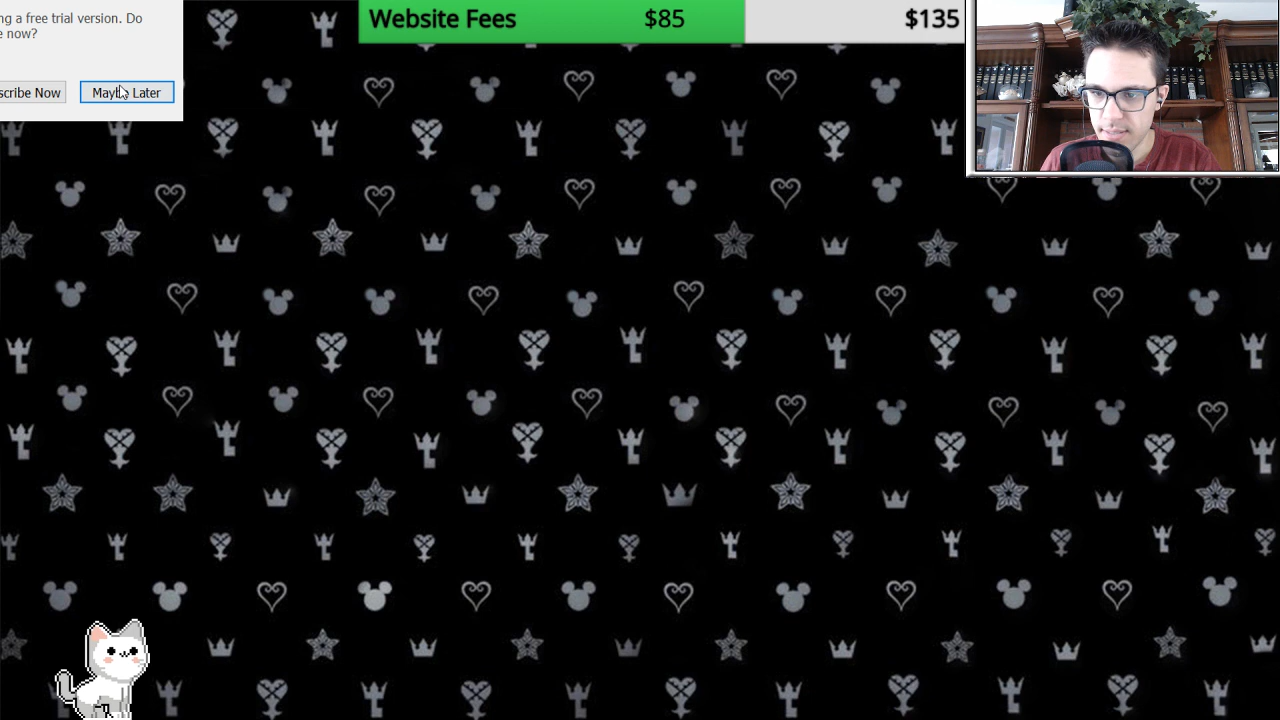 ng a free trial version. Do
e now?
scribe Now
Maybe Later
Website Fees $85 $135